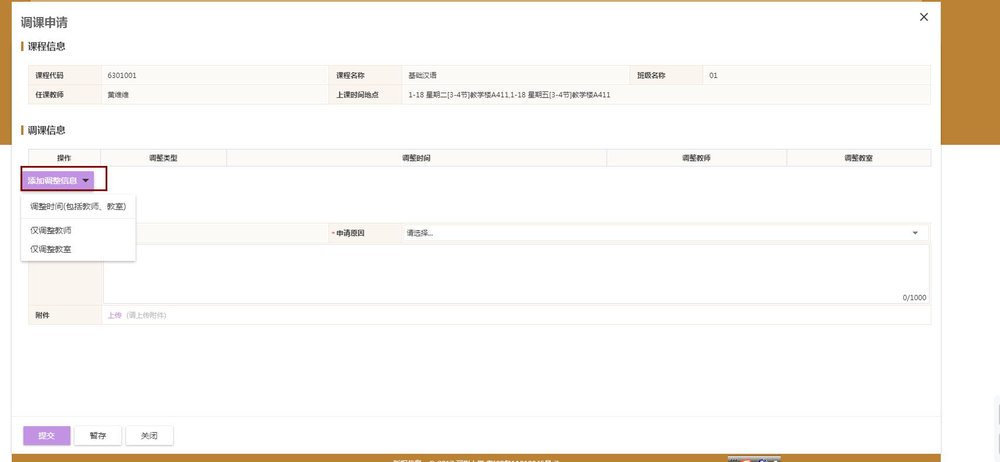 调课申请
课程信息
课程代码 6301001 课程名称 基础汉语 班级名称 01
任课教师 黄维维 上课时间地点 1-18 星期二[3-4节]教学楼A411,1-18 星期五[3-4节]教学楼A411
调课信息
操作 调整类型 调整时间 调整教师 调整教室
添加调整信息
调整时间(包括教师、教室)
仅调整教师
仅调整教室
*申请原因 请选择...
0/1000
附件 上传 (请上传附件)
提交 暂存 关闭